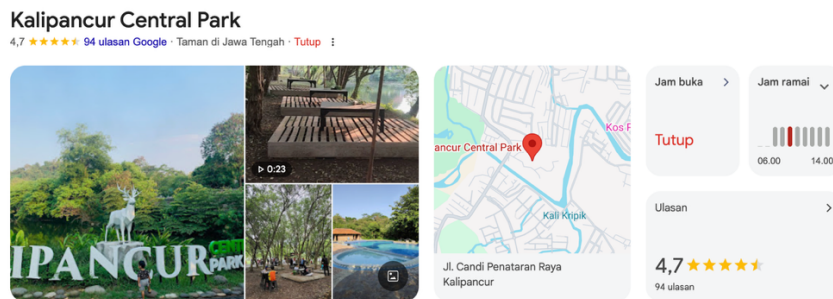 Kalipancur Central Park
4,7 94 ulasan Google · Taman di Jawa Tengah · Tutup
IPANCUR CENT
PARK
0:23
ancur Central Park
Kos F
Kali Kripik
Jl. Candi Penataran Raya
Kalipancur
Jam buka
Tutup
Jam ramai
06.00 14.00
Ulasan
4,7
94 ulasan